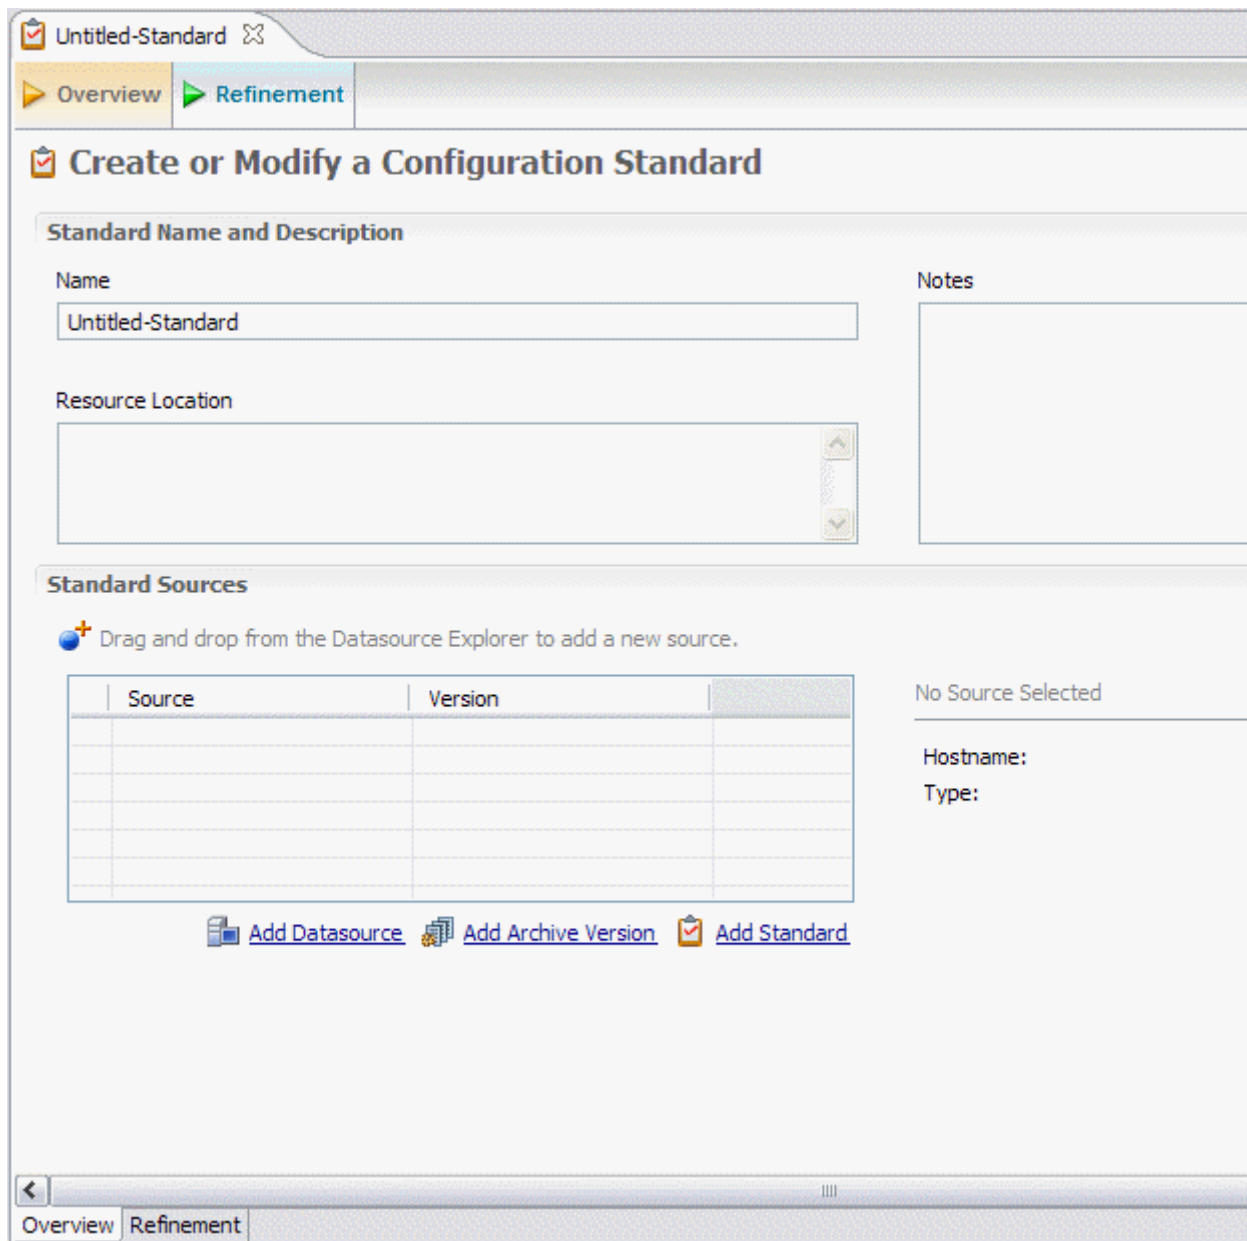 Untitled-Standard
Overview Refinement
Create or Modify a Configuration Standard
Standard Name and Description
Name Notes
Untitled-Standard
Resource Location
Standard Sources
Drag and drop from the Datasource Explorer to add a new source.
Source Version
No Source Selected
Hostname:
Type:
Add Datasource Add Archive Version Add Standard
Overview Refinement